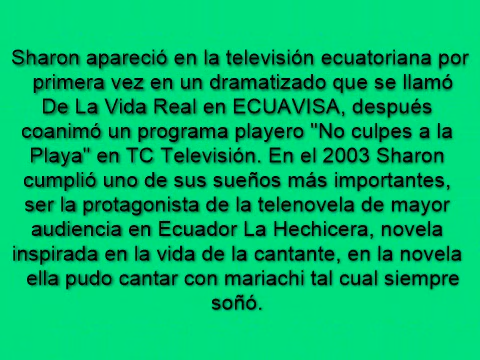 Sharon apareció en la televisión ecuatoriana por
primera vez en un dramatizado que se llamó
De La Vida Real en ECUAVISA, después
coanimó un programa playero "No culpes a la
Playa" en TC Televisión. En el 2003 Sharon
cumplió uno de sus sueños más importantes,
ser la protagonista de la telenovela de mayor
audiencia en Ecuador La Hechicera, novela
inspirada en la vida de la cantante, en la novela
ella pudo cantar con mariachi tal cual siempre
soñó.